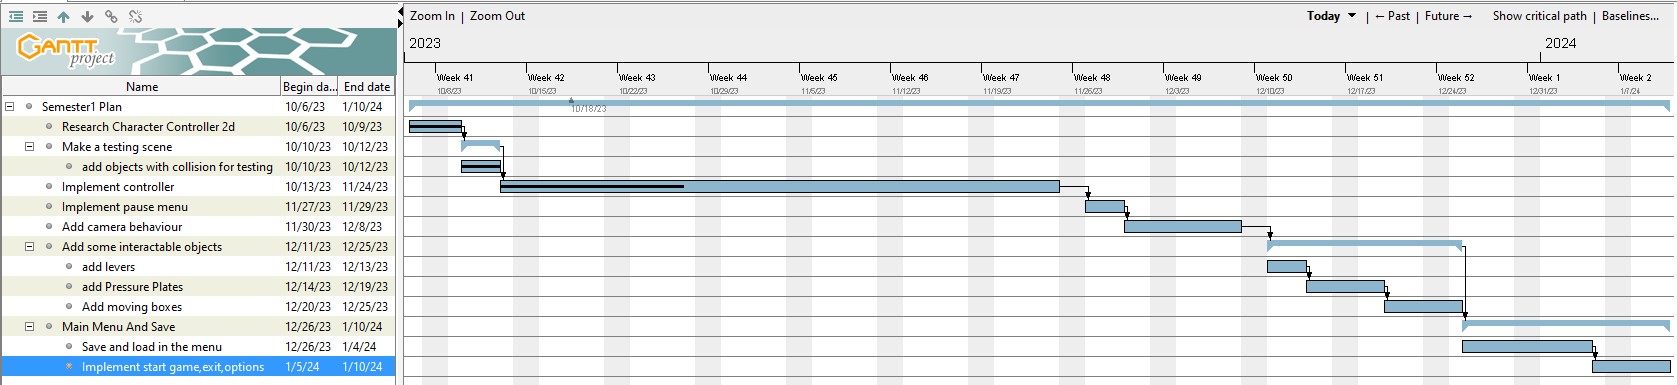 Zoom In | Zoom Out Today ▼ | ← Past | Future → Show critical path | Baselines...
GANTT project
2023 2024
Name Begin da... End date Week 41 Week 42 Week 43 Week 44 Week 45 Week 46 Week 47 Week 48 Week 49 Week 50 Week 51 Week 52 Week 1 Week 2
10/6/23 10/15/23 10/22/23 10/29/23 11/5/23 11/12/23 11/19/23 11/26/23 12/3/23 12/10/23 12/17/23 12/24/23 12/31/23 1/7/24
Semester1 Plan 10/6/23 1/10/24 10/18/23
Research Character Controller 2d 10/6/23 10/9/23
Make a testing scene 10/10/23 10/12/23
add objects with collision for testing 10/10/23 10/12/23
Implement controller 10/13/23 11/24/23
Implement pause menu 11/27/23 11/29/23
Add camera behaviour 11/30/23 12/8/23
Add some interactable objects 12/11/23 12/25/23
add levers 12/11/23 12/13/23
add Pressure Plates 12/14/23 12/19/23
Add moving boxes 12/20/23 12/25/23
Main Menu And Save 12/26/23 1/10/24
Save and load in the menu 12/26/23 1/4/24
Implement start game,exit,options 1/5/24 1/10/24